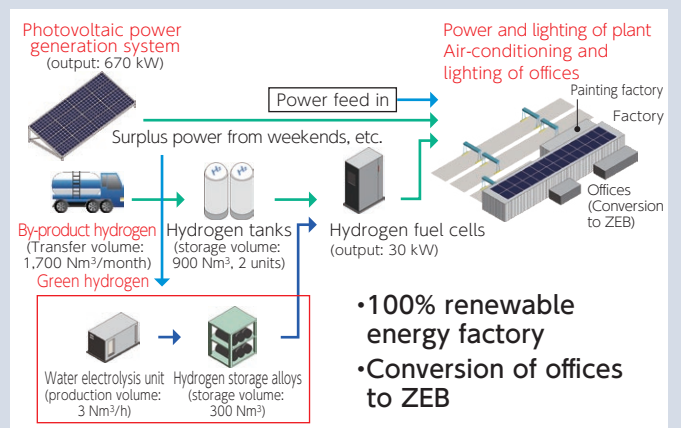 Photovoltaic power
generation system
(output: 670 kW)
Power and lighting of plant
Air-conditioning and
lighting of offices
Painting factory
Factory
Power feed in
Surplus power from weekends, etc.
H₂
H₂
Offices
(Conversion
to ZEB)
By-product hydrogen
(Transfer volume:
1,700 Nm³/month)
Hydrogen tanks
(storage volume:
900 Nm³, 2 units)
Hydrogen fuel cells
(output: 30 kW)
Green hydrogen
Water electrolysis unit
(production volume:
3 Nm³/h)
Hydrogen storage alloys
(storage volume:
300 Nm³)
•100% renewable
energy factory
•Conversion of offices
to ZEB